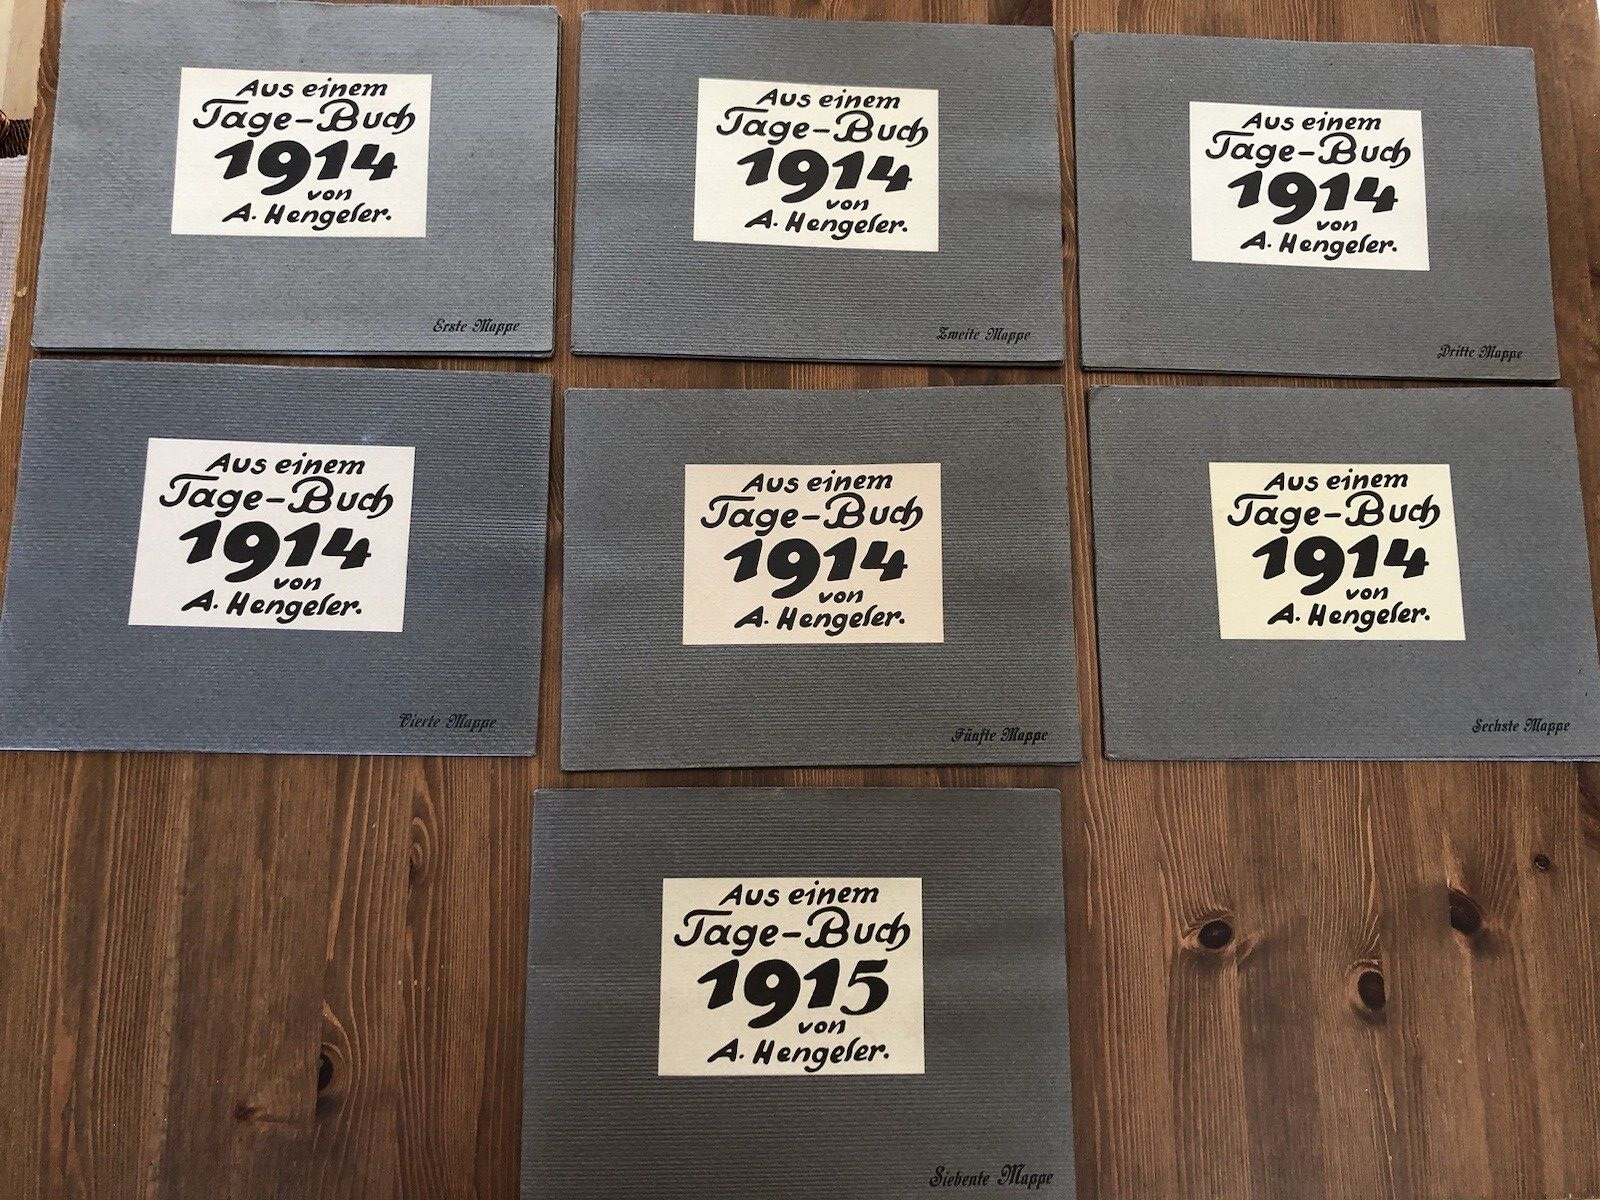 Aus einem
Tage-Buch
1914
von
A. Hengeler.
Erste Mappe
Aus einem
Tage-Buch
1914
von
A. Hengeler.
Zweite Mappe
Aus einem
Tage-Buch
1914
von
A. Hengeler.
Dritte Mappe
Aus einem
Tage-Buch
1914
von
A. Hengeler.
Vierte Mappe
Aus einem
Tage-Buch
1914
von
A. Hengeler.
Fünfte Mappe
Aus einem
Tage-Buch
1914
von
A. Hengeler.
Sechste Mappe
Aus einem
Tage-Buch
1915
von
A. Hengeler.
Siebente Mappe